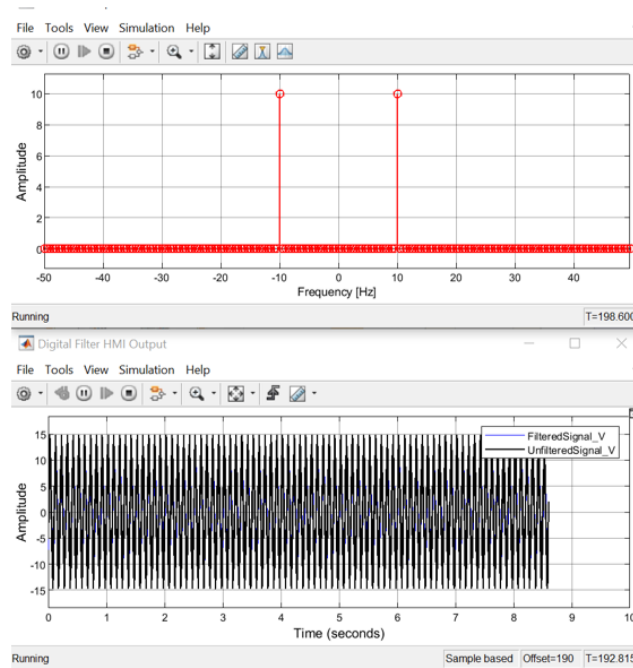 File Tools View Simulation Help
10
8
6
4
2
0
Amplitude
-50 -40 -30 -20 -10 0 10 20 30 40
Frequency [Hz]
Running T=198.600
Digital Filter HMI Output
File Tools View Simulation Help
FilteredSignal_V
UnfilteredSignal_V
15
10
5
0
-5
-10
-15
Amplitude
0 1 2 3 4 5 6 7 8 9 10
Time (seconds)
Running Sample based Offset=190 T=192.815